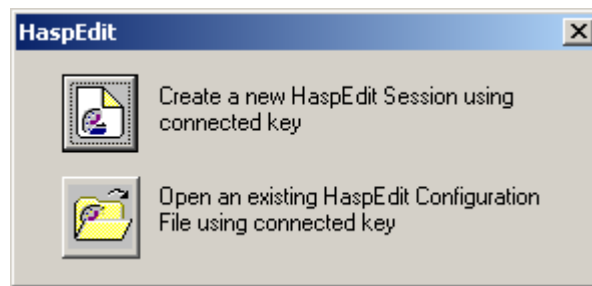 HaspEdit
Create a new HaspEdit Session using
connected key
Open an existing HaspEdit Configuration
File using connected key